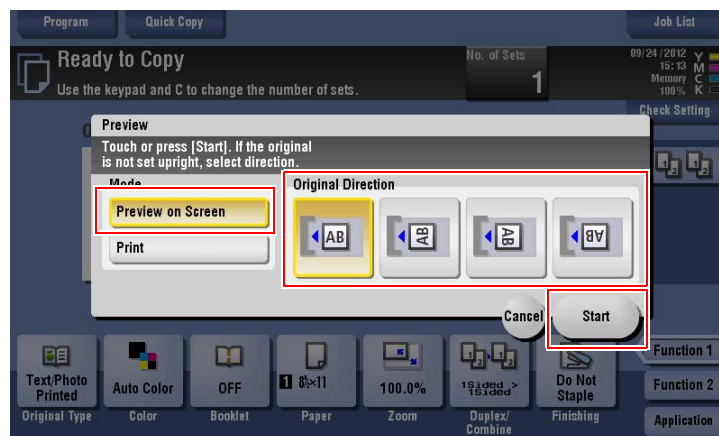 Program
Quick Copy
Job List
Ready to Copy
Use the keypad and C to change the number of sets.
No. of Sets
1
09/24/2012
15:13
Memory
100%
Y
M
C
K
Check Setting
Preview
Touch or press [Start]. If the original
is not set upright, select direction.
Mode
Original Direction
Preview on Screen
Print
AB
AB
AB
AB
Cancel
Start
Text/Photo
Printed
Auto Color
OFF
1 8½×11
100.0%
1Sided >
1Sided
Do Not
Staple
Original Type
Color
Booklet
Paper
Zoom
Duplex/
Combine
Finishing
Function 1
Function 2
Application